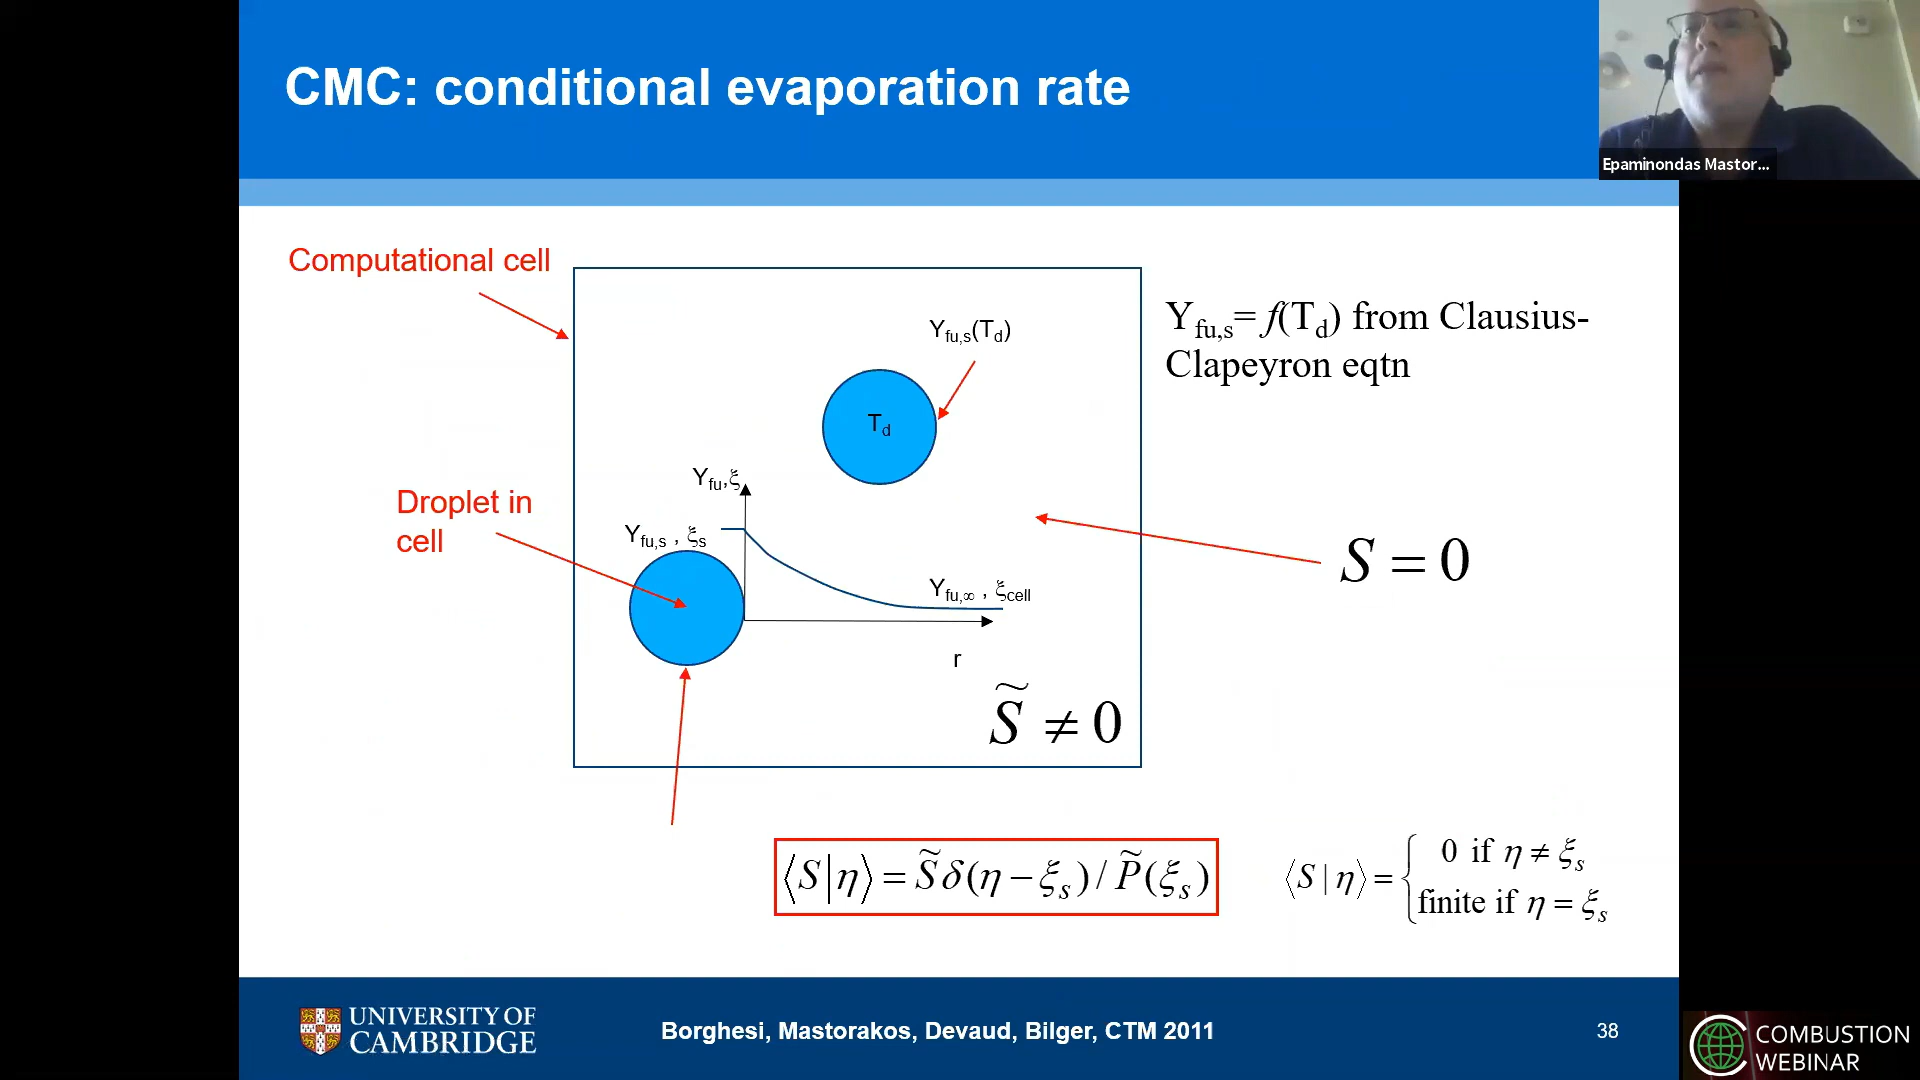 CMC: conditional evaporation rate
Epaminondas Mastor...
Computational cell
Y_fu,s(T_d)
Y_fu,s= f(T_d) from Clausius-
Clapeyron eqtn
T_d
Y_fu,ξ
Droplet in
cell
Y_fu,s , ξ_s
S = 0
Y_fu,∞ , ξ_cell
r
S̃ ≠ 0
⟨S|η⟩ = S̃δ(η − ξ_s) / P̃(ξ_s)
⟨S | η⟩ = { 0 if η ≠ ξ_s
finite if η = ξ_s
UNIVERSITY OF
CAMBRIDGE
Borghesi, Mastorakos, Devaud, Bilger, CTM 2011
38
COMBUSTION
WEBINAR